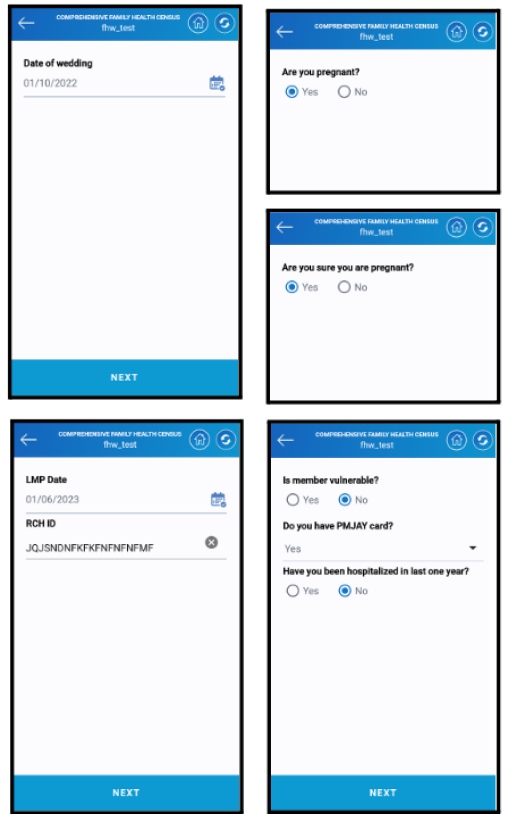 COMPREHENSIVE FAMILY HEALTH CENSUS
fhw_test
Date of wedding
01/10/2022
NEXT
COMPREHENSIVE FAMILY HEALTH CENSUS
fhw_test
Are you pregnant?
Yes No
COMPREHENSIVE FAMILY HEALTH CENSUS
fhw_test
Are you sure you are pregnant?
Yes No
COMPREHENSIVE FAMILY HEALTH CENSUS
fhw_test
LMP Date
01/06/2023
RCH ID
JQJSNDNFKFKFNFNFNFMF
NEXT
COMPREHENSIVE FAMILY HEALTH CENSUS
fhw_test
Is member vulnerable?
Yes No
Do you have PMJAY card?
Yes
Have you been hospitalized in last one year?
Yes No
NEXT